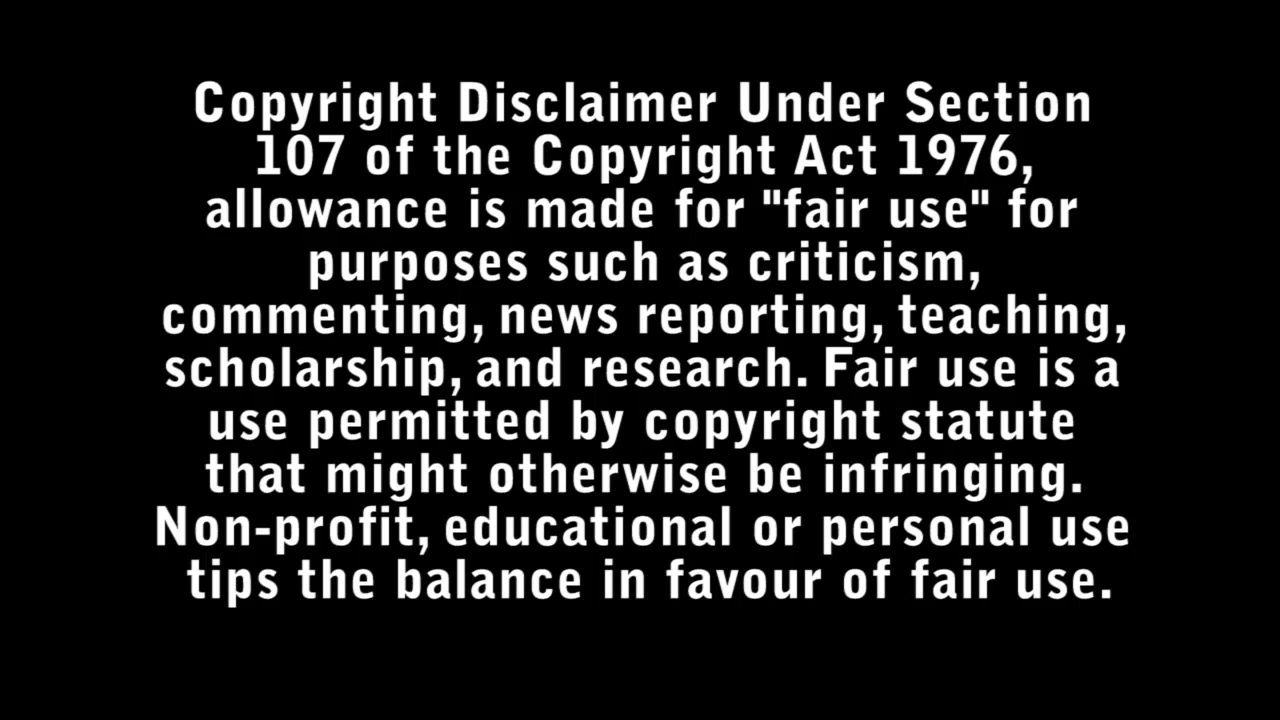 Copyright Disclaimer Under Section
107 of the Copyright Act 1976,
allowance is made for "fair use" for
purposes such as criticism,
commenting, news reporting, teaching,
scholarship, and research. Fair use is a
use permitted by copyright statute
that might otherwise be infringing.
Non-profit, educational or personal use
tips the balance in favour of fair use.